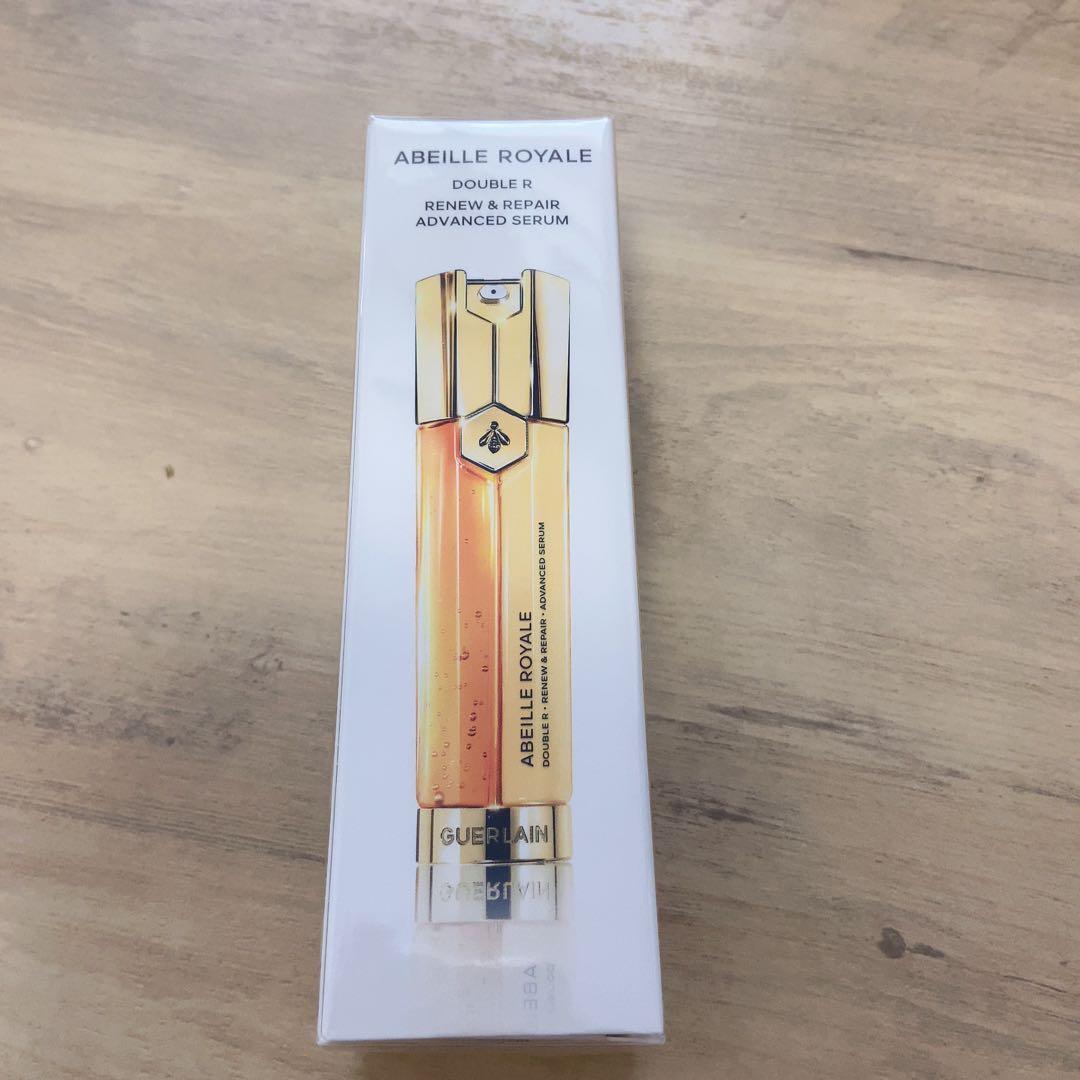 ABEILLE ROYALE
DOUBLE R
RENEW & REPAIR
ADVANCED SERUM
ABEILLE ROYALE
DOUBLE R • RENEW & REPAIR • ADVANCED SERUM
GUERLAIN